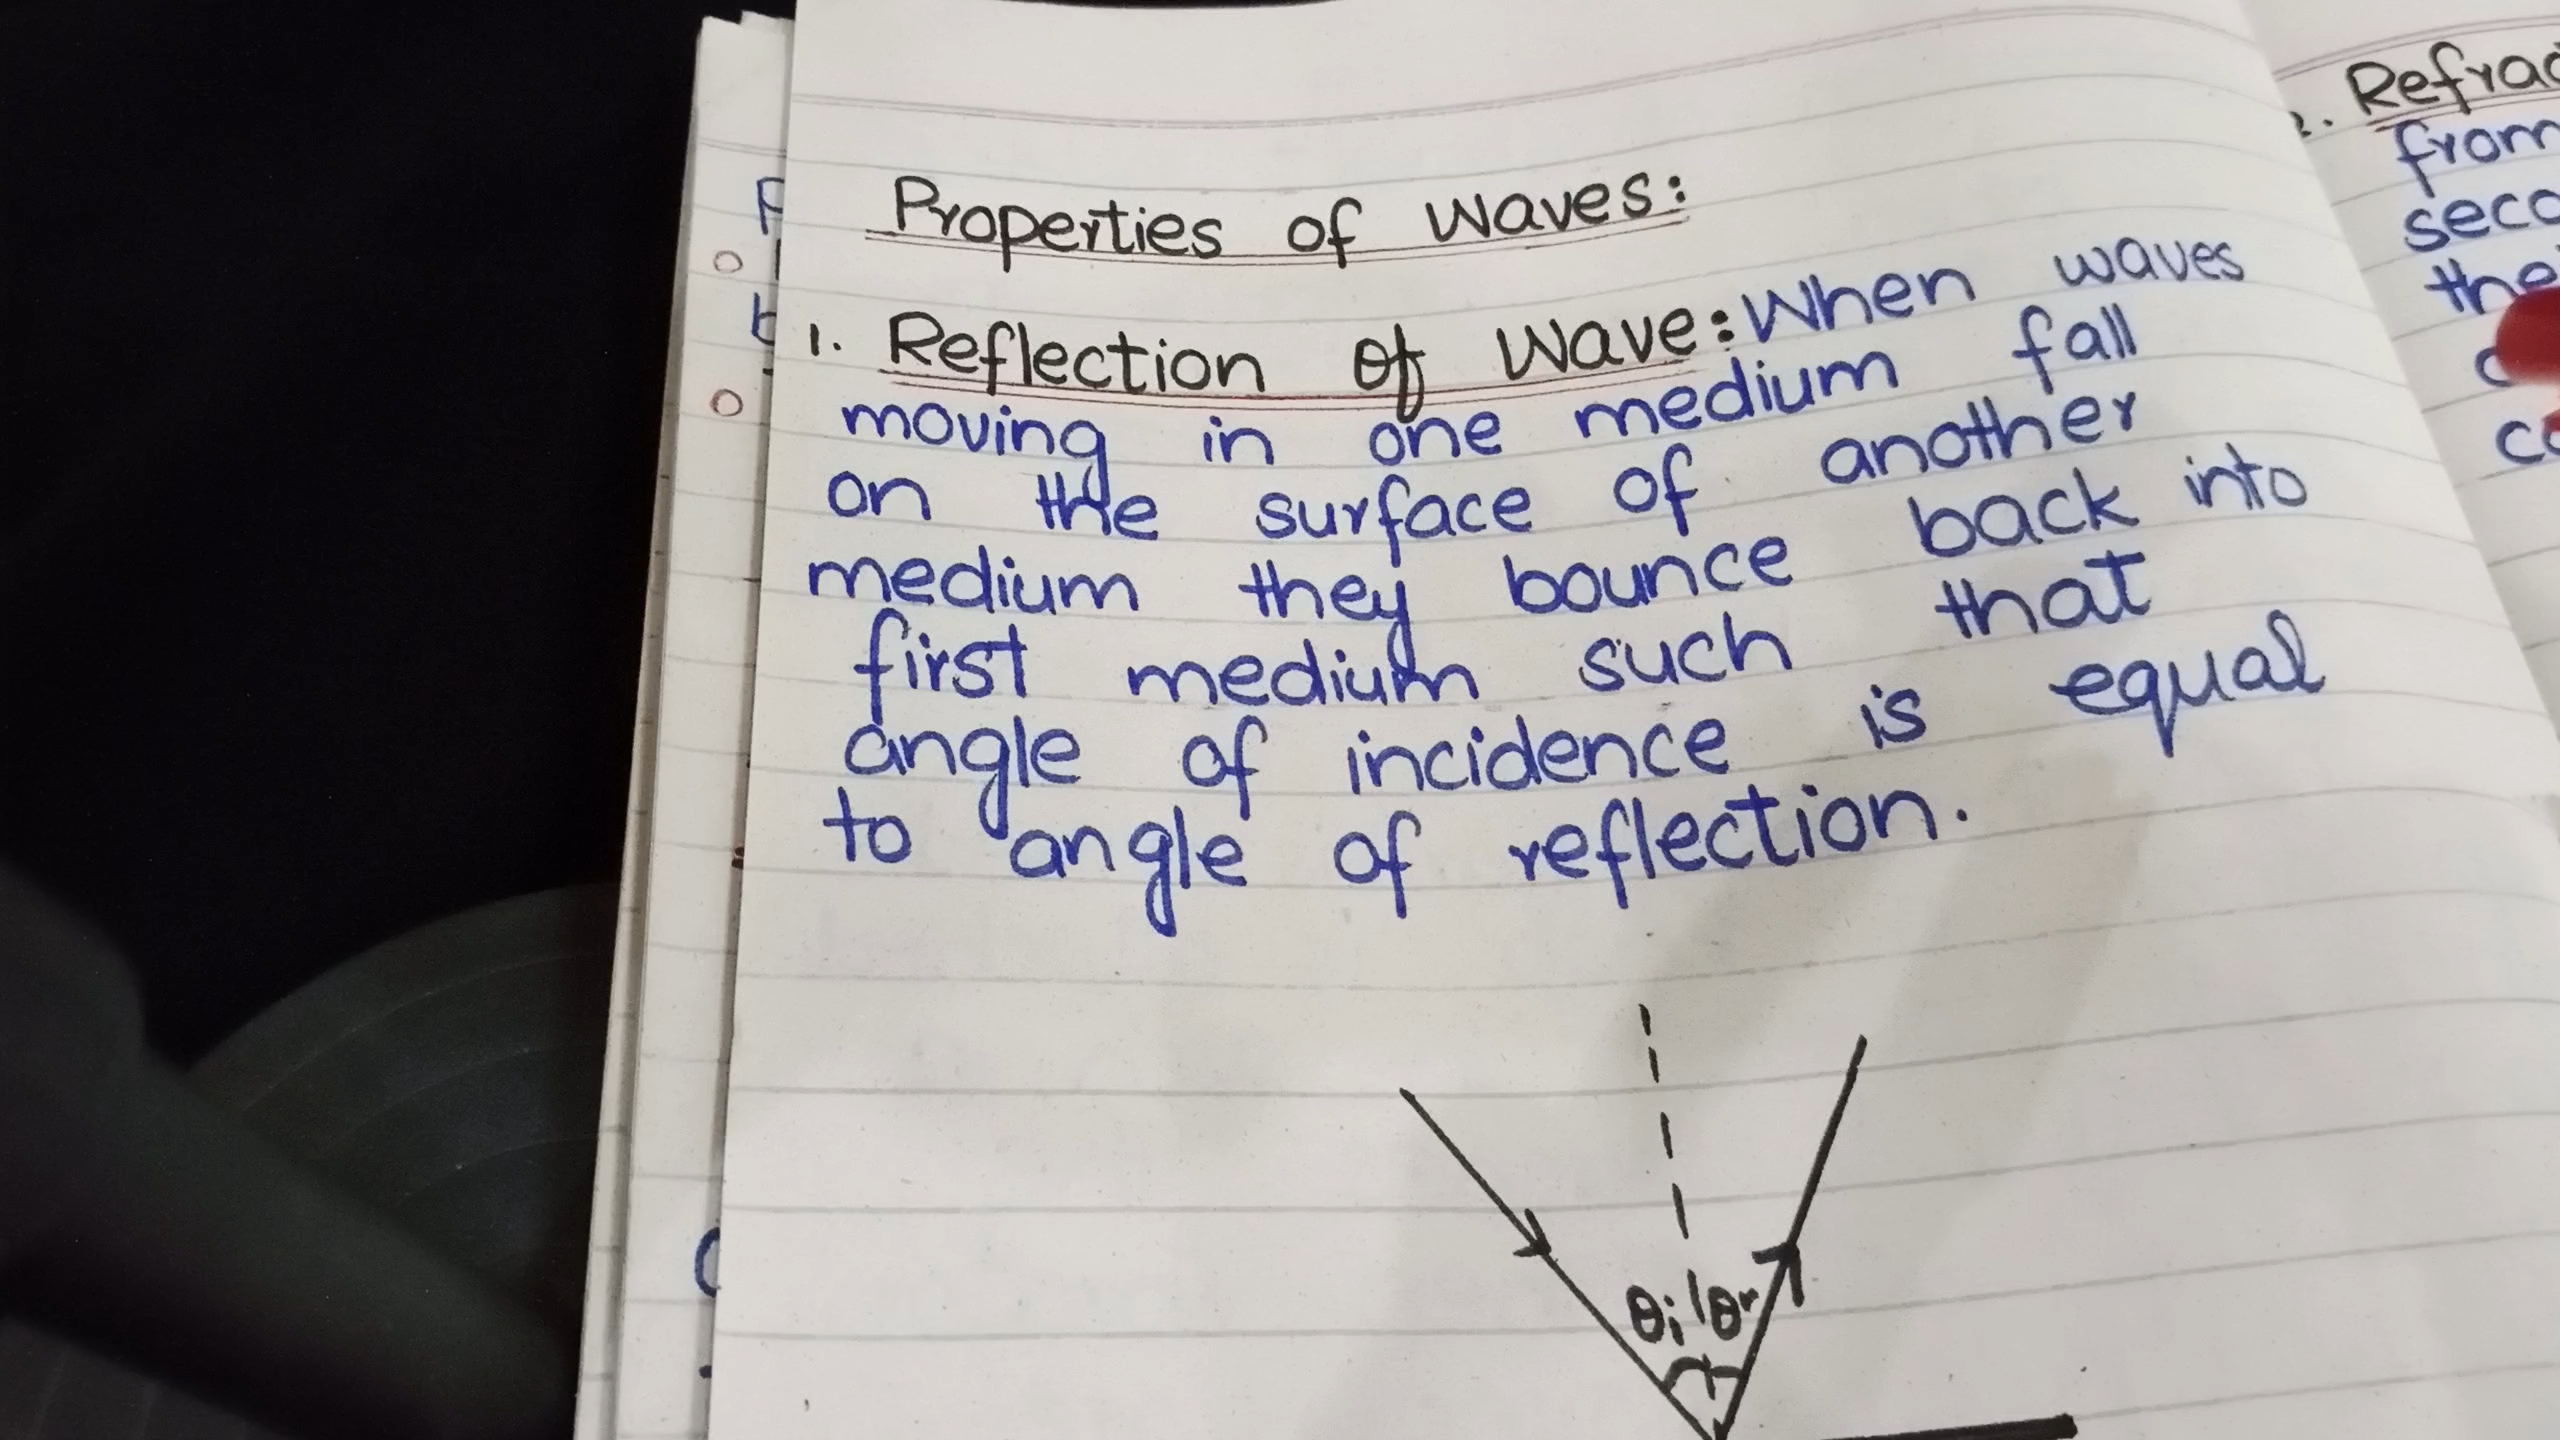 Properties of waves:
1. Reflection of Wave: When waves
moving in one medium fall
on the surface of another
medium they bounce back into
first medium such that
angle of incidence is equal
to angle of reflection.
θi θr
2. Refrac
from
seco
the
co